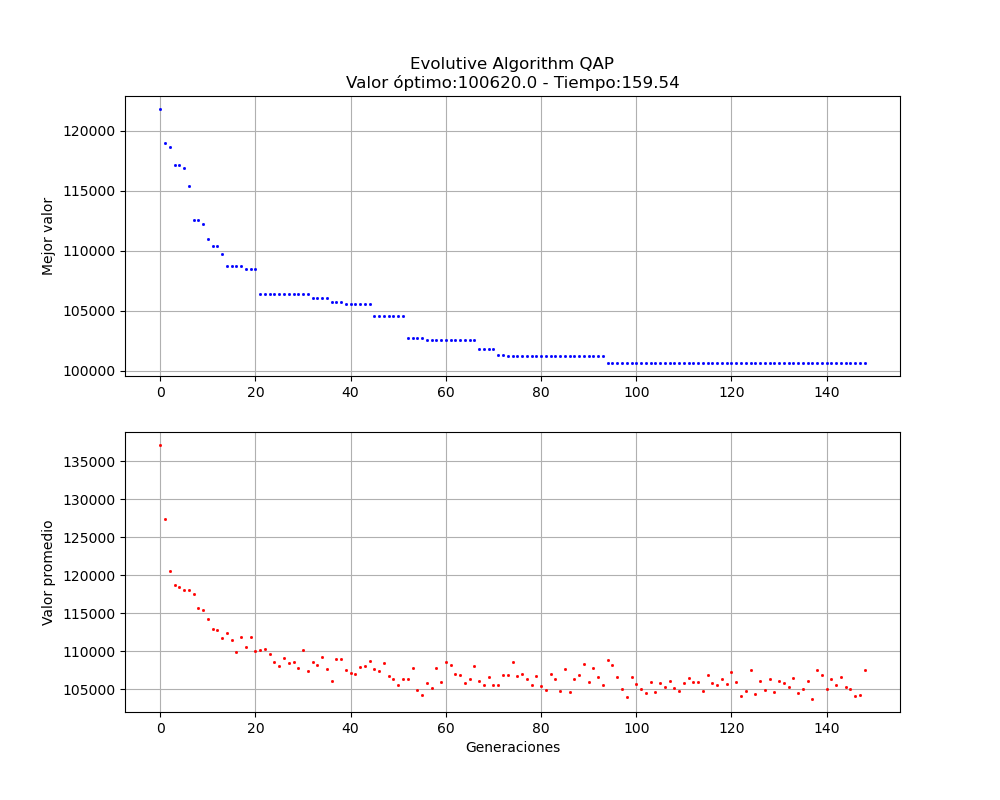 Evolutive Algorithm QAP
Valor óptimo:100620.0 - Tiempo:159.54
120000
115000
110000
105000
100000
Mejor valor
0 20 40 60 80 100 120 140
135000
130000
125000
120000
115000
110000
105000
Valor promedio
0 20 40 60 80 100 120 140
Generaciones